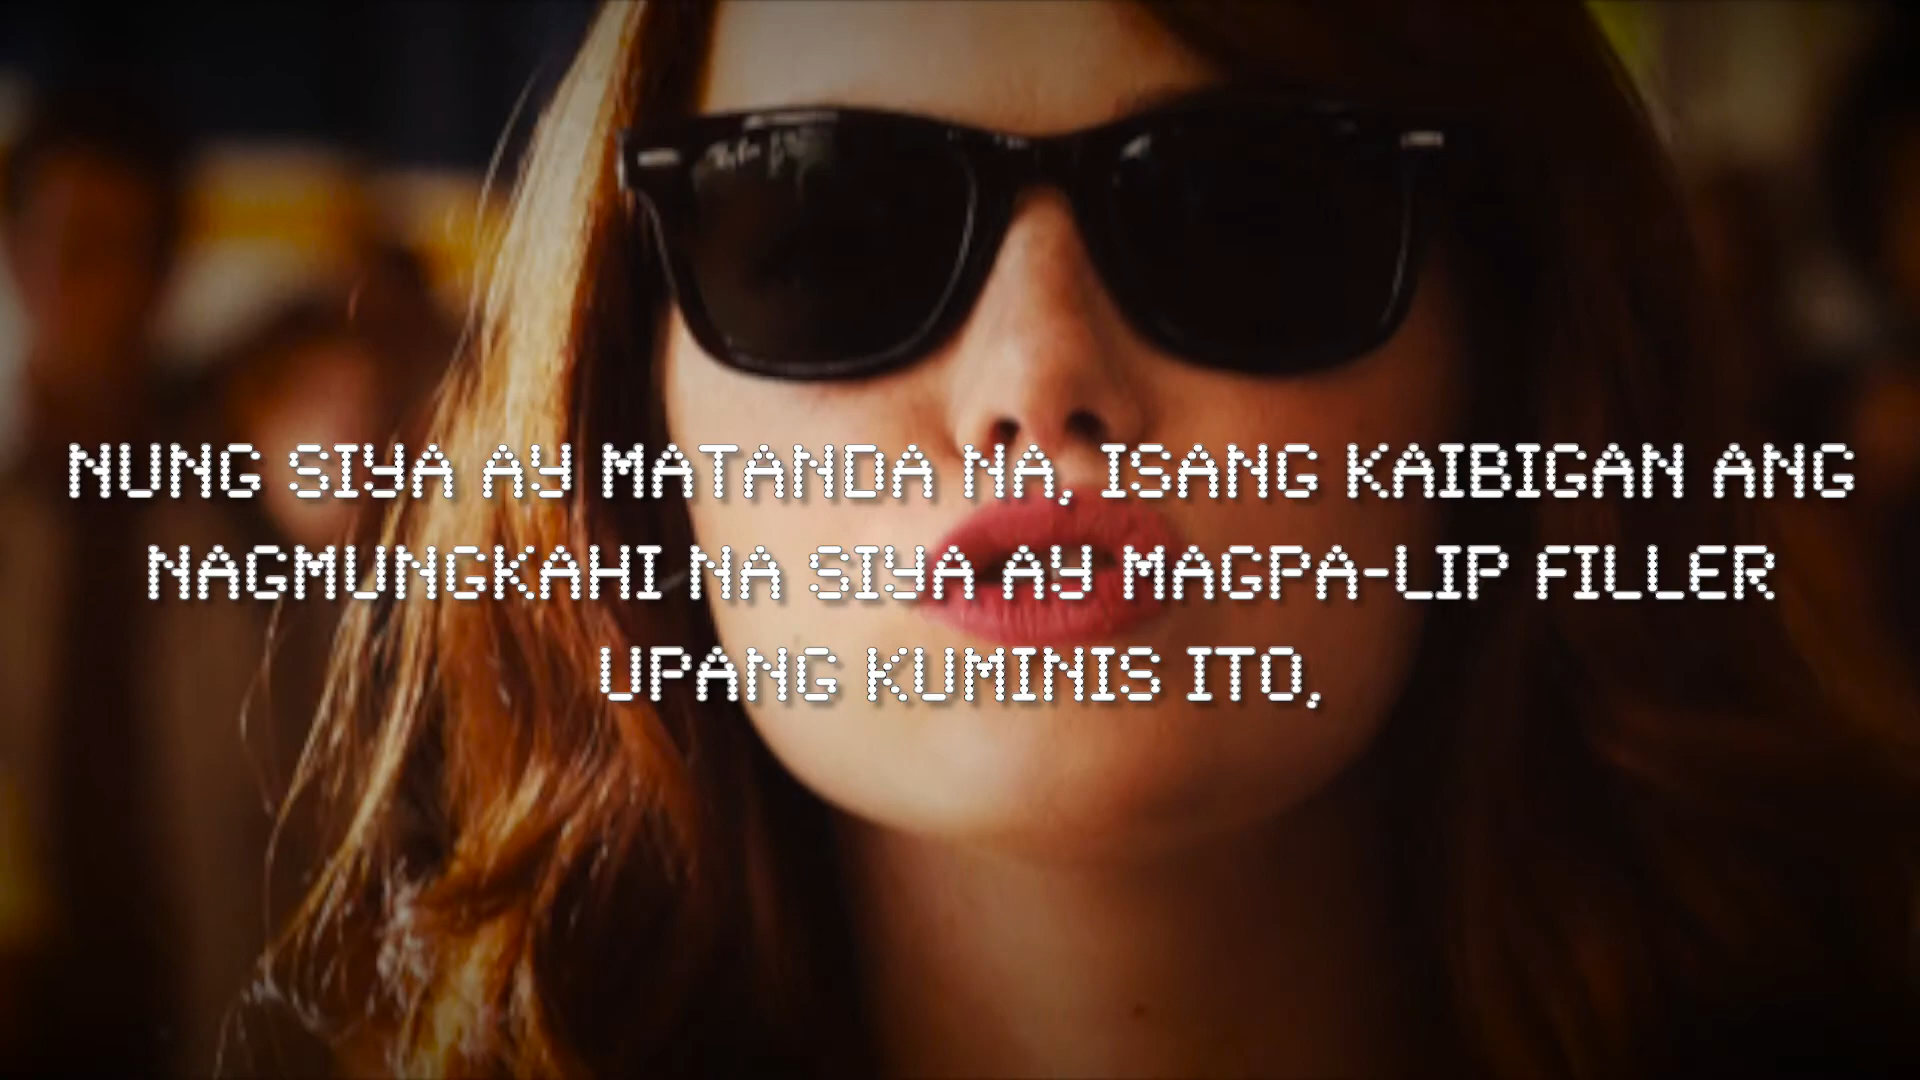 NUNG SIYA AY MATANDA NA, ISANG KAIBIGAN ANG
NAGMUNGKAHI NA SIYA AY MAGPA-LIP FILLER
UPANG KUMINIS ITO,